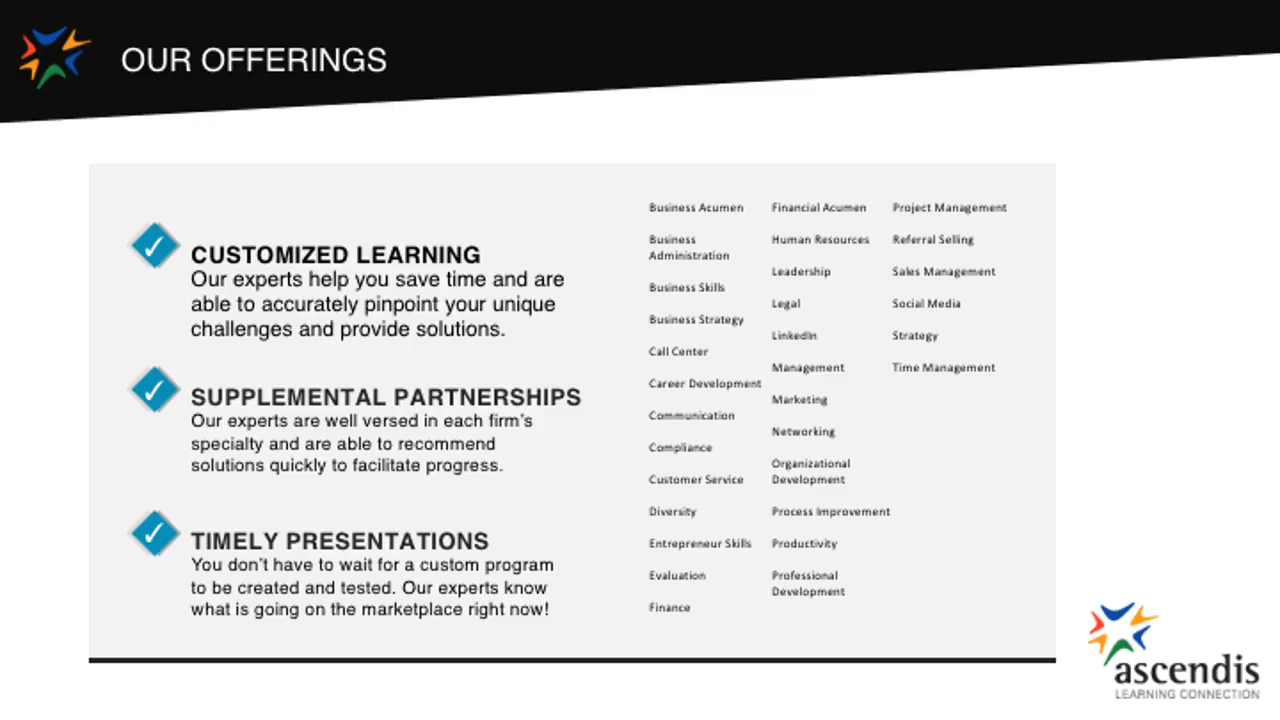 OUR OFFERINGS
CUSTOMIZED LEARNING
Our experts help you save time and are
able to accurately pinpoint your unique
challenges and provide solutions.
SUPPLEMENTAL PARTNERSHIPS
Our experts are well versed in each firm's
specialty and are able to recommend
solutions quickly to facilitate progress.
TIMELY PRESENTATIONS
You don't have to wait for a custom program
to be created and tested. Our experts know
what is going on the marketplace right now!
Business Acumen
Business
Administration
Business Skills
Business Strategy
Call Center
Career Development
Communication
Compliance
Customer Service
Diversity
Entrepreneur Skills
Evaluation
Finance
Financial Acumen
Human Resources
Leadership
Legal
LinkedIn
Management
Marketing
Networking
Organizational
Development
Process Improvement
Productivity
Professional
Development
Project Management
Referral Selling
Sales Management
Social Media
Strategy
Time Management
ascendis
LEARNING CONNECTION